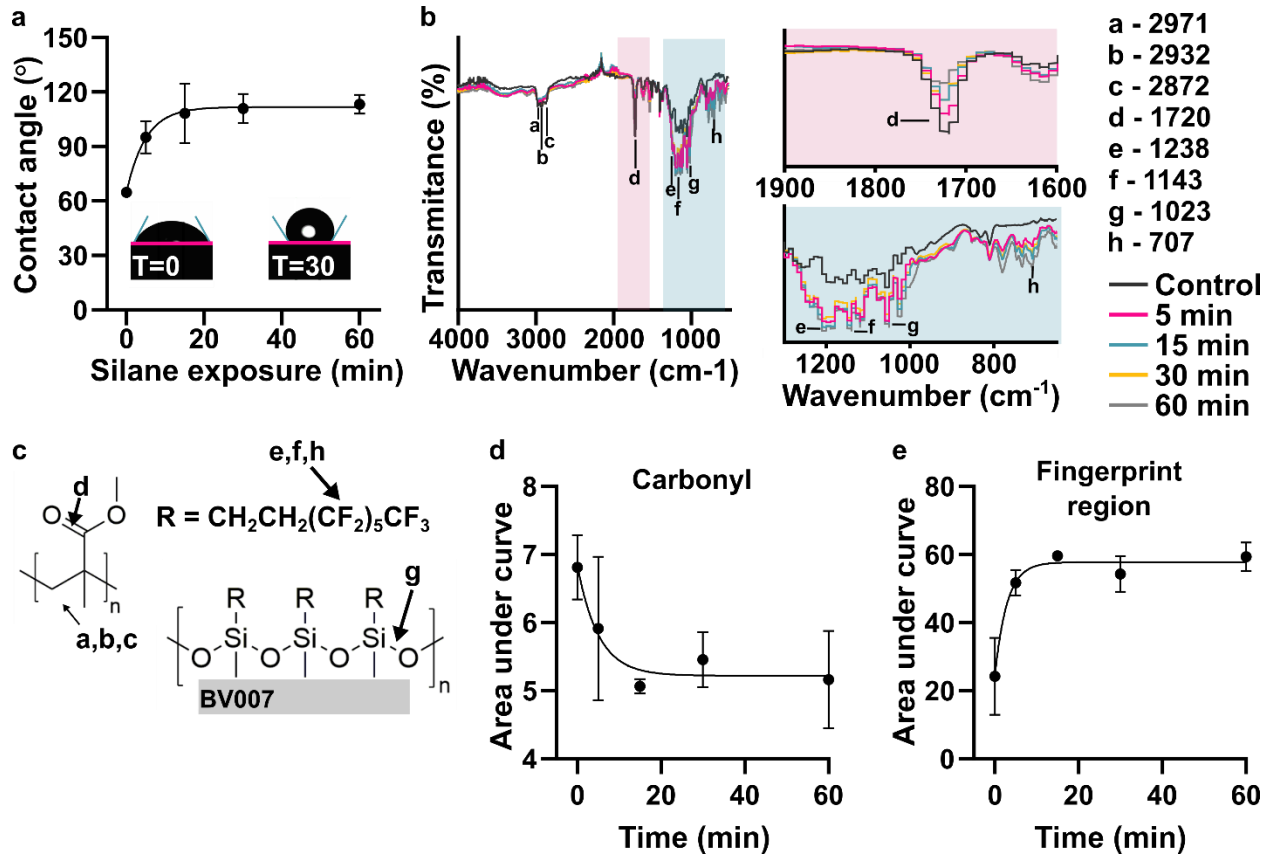 a
150
120
90
60
30
0
Contact angle (°)
T=0
T=30
0
20
40
60
Silane exposure (min)
b
Transmitance (%)
a
b
c
d
e
f
g
h
4000
3000
2000
1000
Wavenumber (cm-1)
d
1900
1800
1700
1600
e
f
g
h
1200
1000
800
Wavenumber (cm-1)
a - 2971
b - 2932
c - 2872
d - 1720
e - 1238
f - 1143
g - 1023
h - 707
Control
5 min
15 min
30 min
60 min
c
d
O
O
n
a,b,c
e,f,h
R = CH2CH2(CF2)5CF3
g
R
R
R
Si
Si
Si
O
O
O
O
n
BV007
d
Carbonyl
8
7
6
5
4
Area under curve
0
20
40
60
Time (min)
e
Fingerprint
region
80
60
40
20
0
Area under curve
0
20
40
60
Time (min)